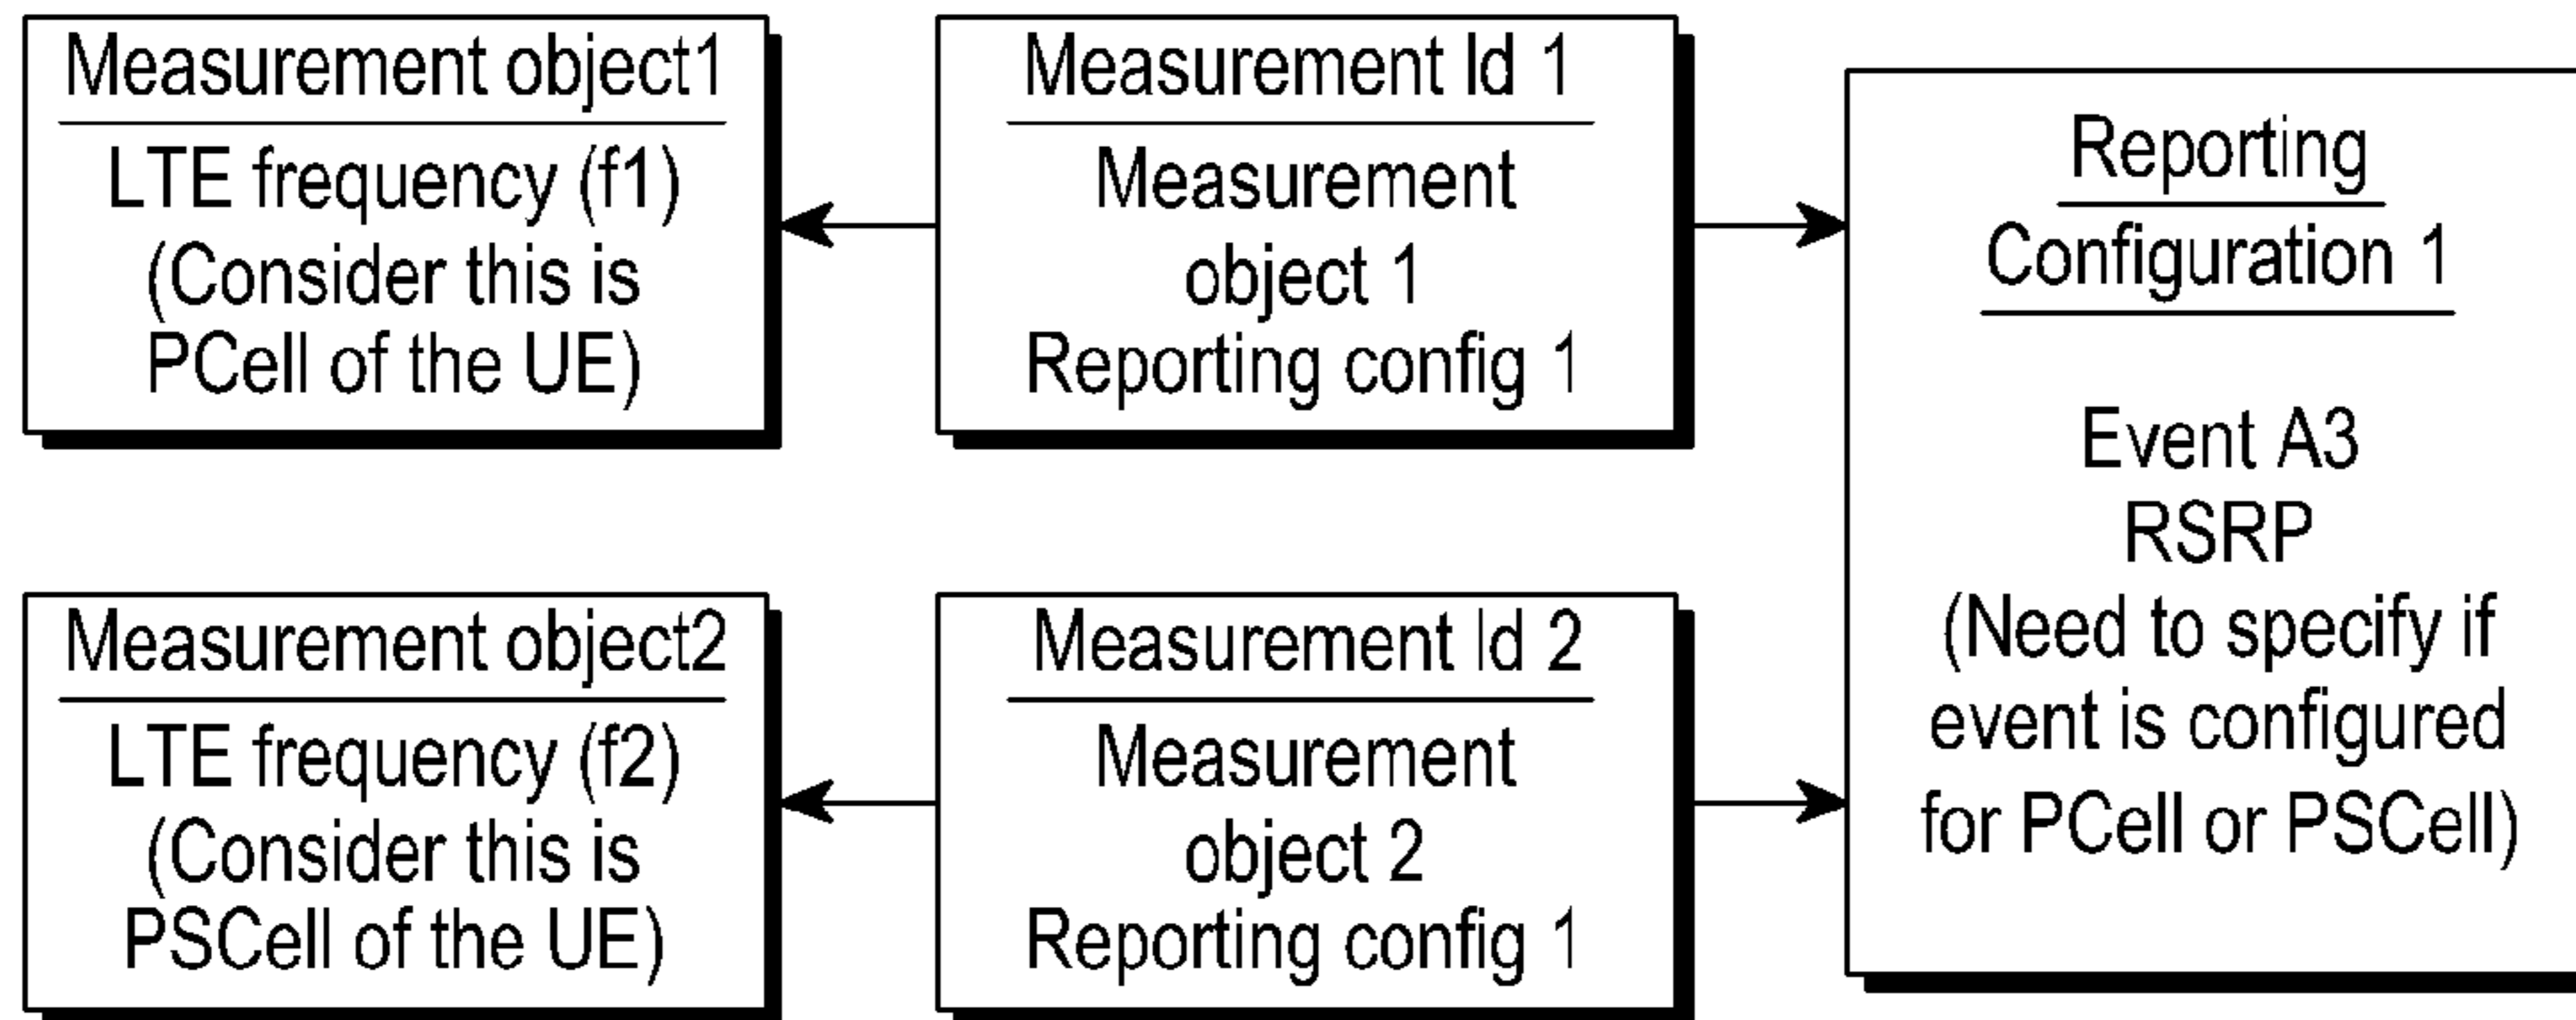 Measurement object1
LTE frequency (f1)
(Consider this is
PCell of the UE)
Measurement Id 1
Measurement
object 1
Reporting config 1
Reporting
Configuration 1
Event A3
RSRP
(Need to specify if
event is configured
for PCell or PSCell)
Measurement object2
LTE frequency (f2)
(Consider this is
PSCell of the UE)
Measurement Id 2
Measurement
object 2
Reporting config 1